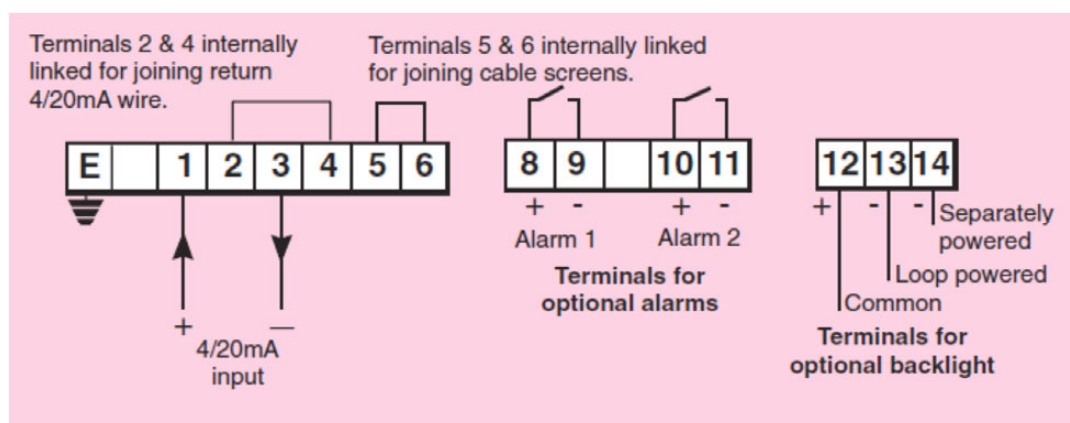 Terminals 2 & 4 internally
linked for joining return
4/20mA wire.
Terminals 5 & 6 internally linked
for joining cable screens.
E 1 2 3 4 5 6
8 9 10 11
12 13 14
+ -
+ -
+ - -
Alarm 1
Alarm 2
Terminals for
optional alarms
Separately
powered
Loop powered
Common
Terminals for
optional backlight
+ —
4/20mA
input